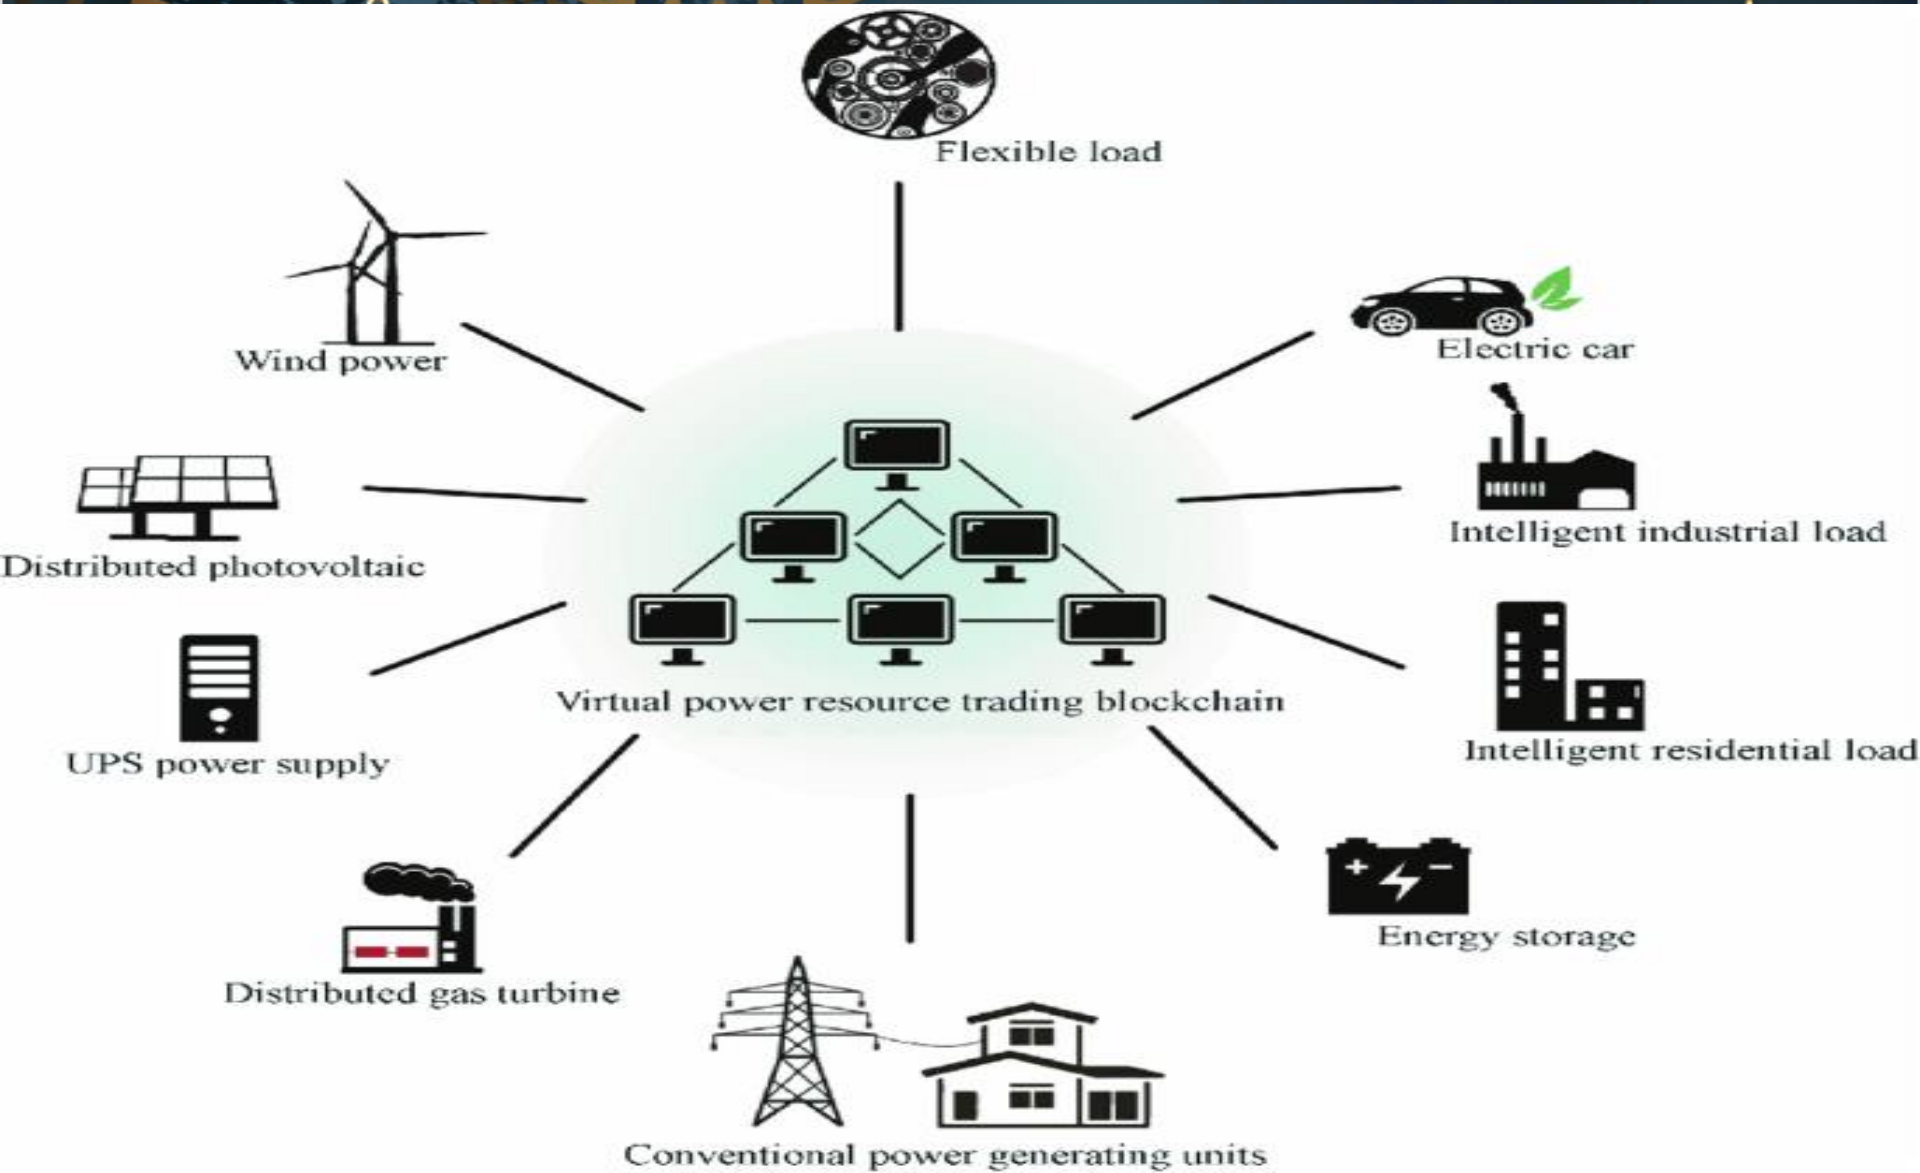 Flexible load
Wind power
Electric car
Distributed photovoltaic
Intelligent industrial load
Virtual power resource trading blockchain
UPS power supply
Intelligent residential load
Distributed gas turbine
Energy storage
Conventional power generating units